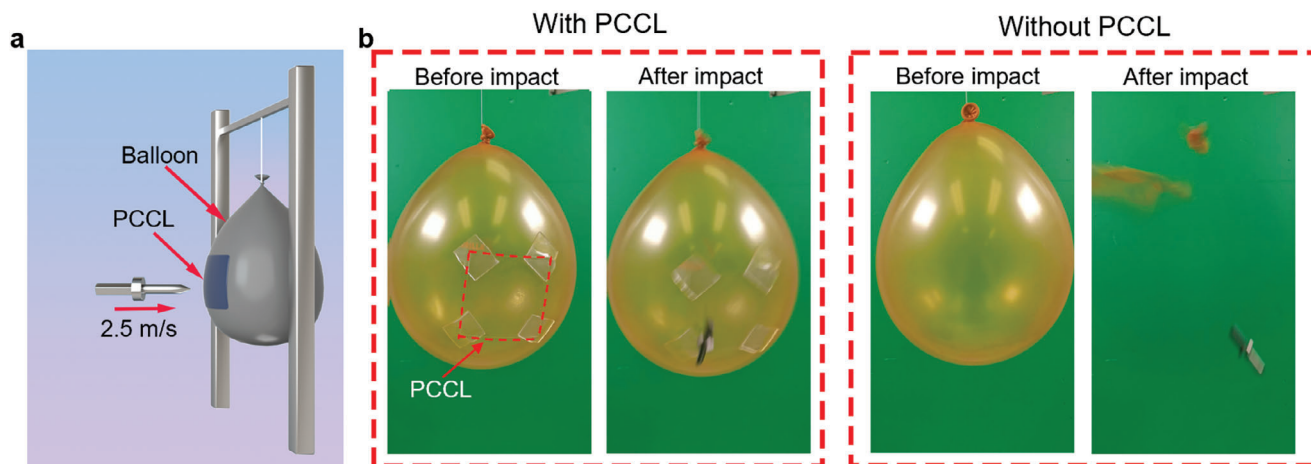 a
Balloon
PCCL
2.5 m/s
b
With PCCL
Before impact
After impact
PCCL
Without PCCL
Before impact
After impact